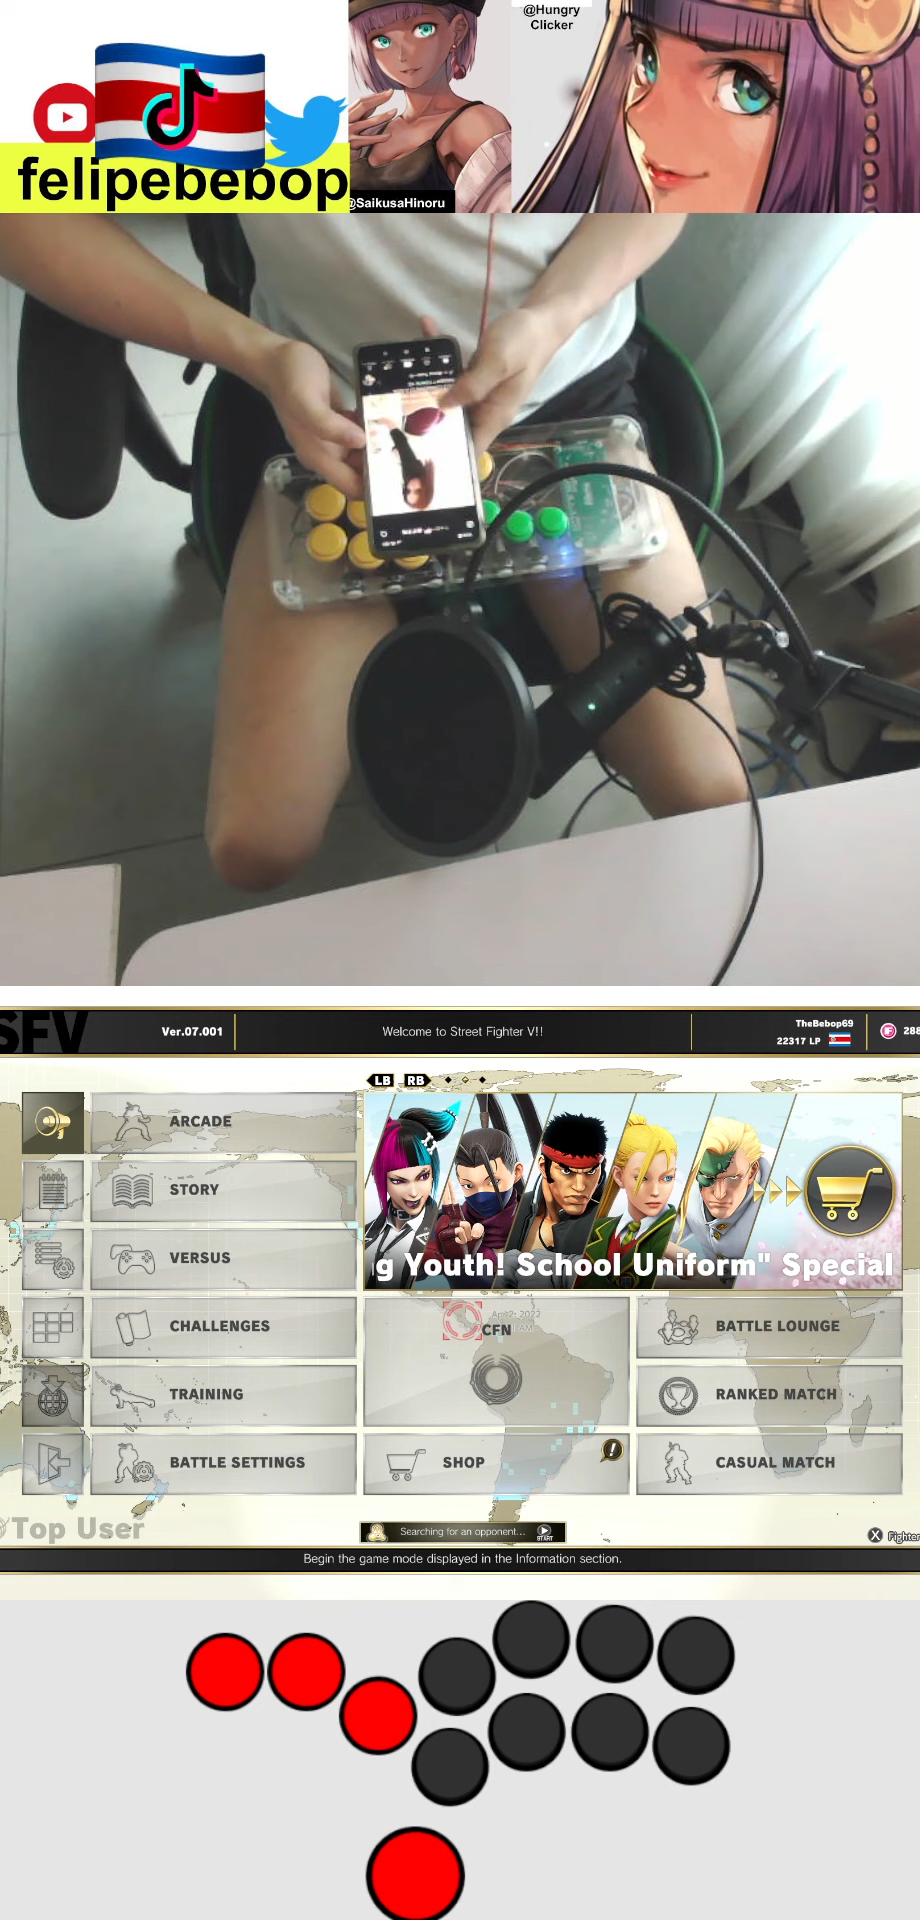 @Hungry
Clicker
felipebebop
@SaikusaHinoru
SFV
Ver.07.001
Welcome to Street Fighter V!!
TheBebop69
22317 LP
288
LB RB
ARCADE
STORY
VERSUS
g Youth! School Uniform" Special
CHALLENGES
CFN
BATTLE LOUNGE
TRAINING
RANKED MATCH
BATTLE SETTINGS
SHOP
CASUAL MATCH
Top User
Searching for an opponent...
START
X Fighter
Begin the game mode displayed in the Information section.